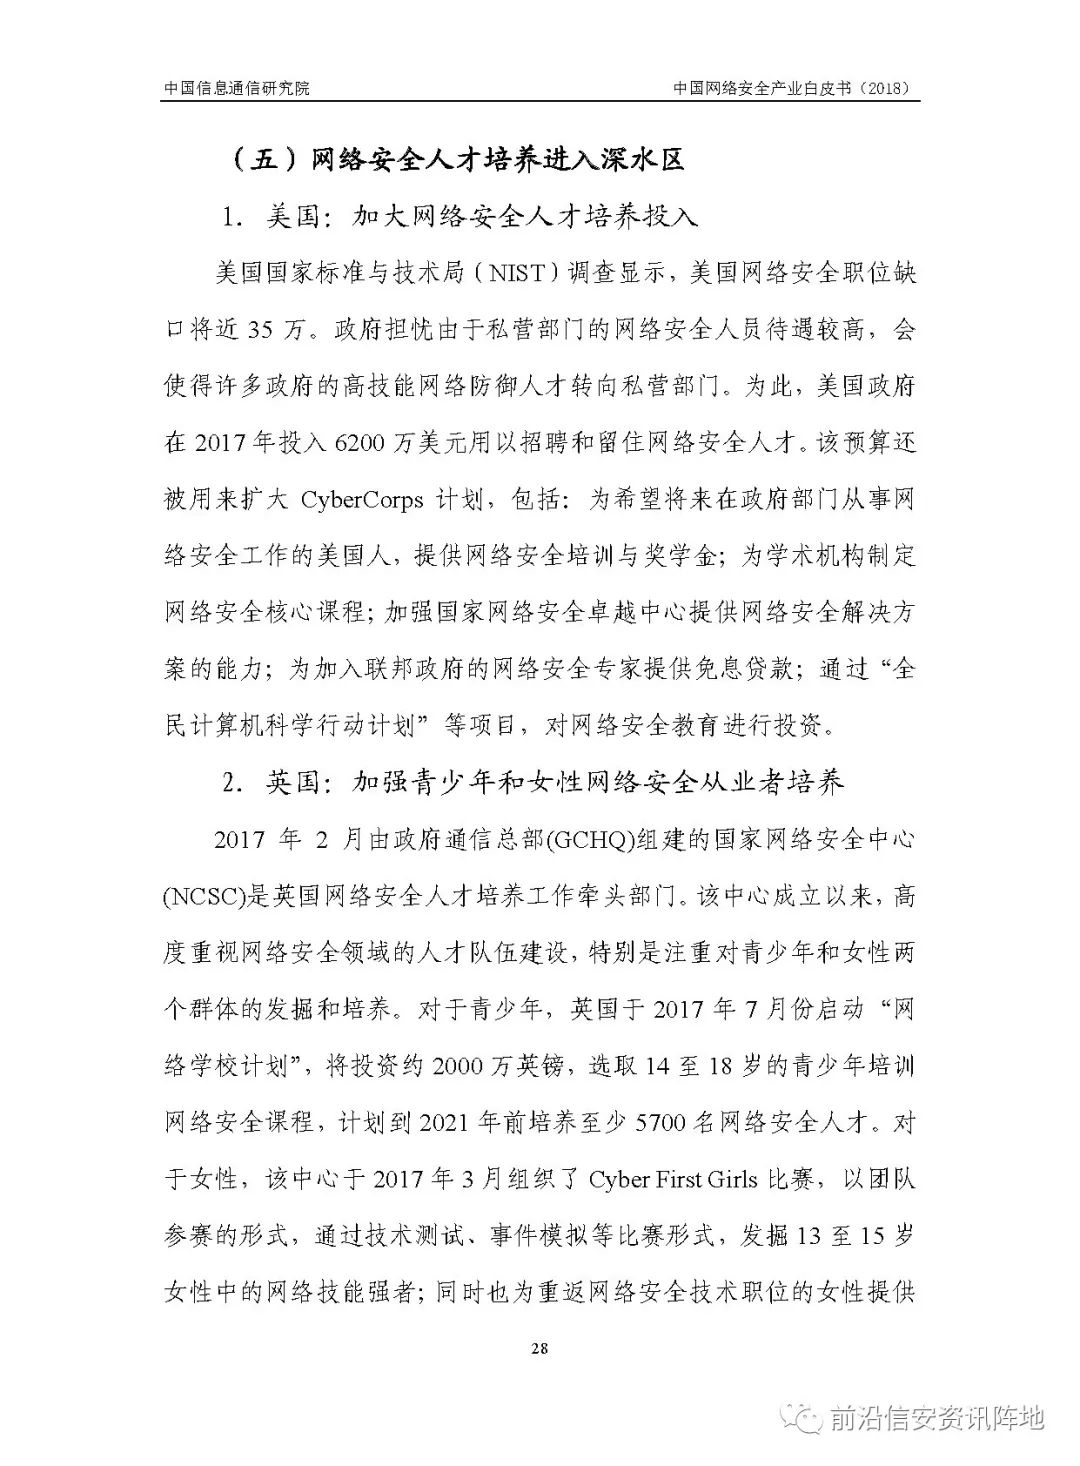 中国信息通信研究院
中国网络安全产业白皮书（2018）
（五）网络安全人才培养进入深水区
1. 美国：加大网络安全人才培养投入
美国国家标准与技术局（NIST）调查显示，美国网络安全职位缺
口将近 35 万。政府担忧由于私营部门的网络安全人员待遇较高，会
使得许多政府的高技能网络防御人才转向私营部门。为此，美国政府
在 2017 年投入 6200 万美元用以招聘和留住网络安全人才。该预算还
被用来扩大 CyberCorps 计划，包括：为希望将来在政府部门从事网
络安全工作的美国人，提供网络安全培训与奖学金；为学术机构制定
网络安全核心课程；加强国家网络安全卓越中心提供网络安全解决方
案的能力；为加入联邦政府的网络安全专家提供免息贷款；通过“全
民计算机科学行动计划”等项目，对网络安全教育进行投资。
2. 英国：加强青少年和女性网络安全从业者培养
2017 年 2 月由政府通信总部(GCHQ)组建的国家网络安全中心
(NCSC)是英国网络安全人才培养工作牵头部门。该中心成立以来，高
度重视网络安全领域的人才队伍建设，特别是注重对青少年和女性两
个群体的发掘和培养。对于青少年，英国于 2017 年 7 月份启动“网
络学校计划”，将投资约 2000 万英镑，选取 14 至 18 岁的青少年培训
网络安全课程，计划到 2021 年前培养至少 5700 名网络安全人才。对
于女性，该中心于 2017 年 3 月组织了 Cyber First Girls 比赛，以团队
参赛的形式，通过技术测试、事件模拟等比赛形式，发掘 13 至 15 岁
女性中的网络技能强者；同时也为重返网络安全技术职位的女性提供
28
前沿信安资讯阵地